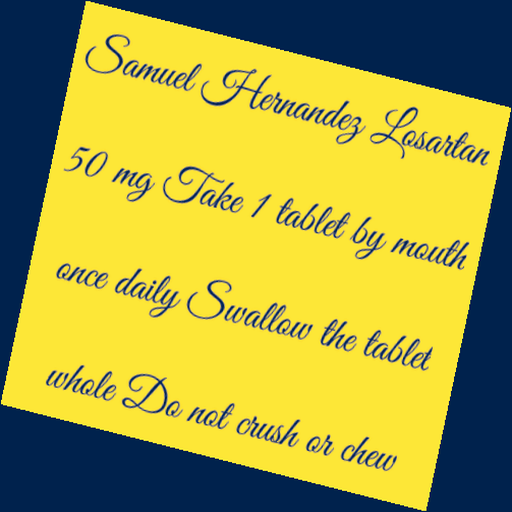 Samuel Hernandez Losartan
50 mg Take 1 tablet by mouth
once daily Swallow the tablet
whole Do not crush or chew